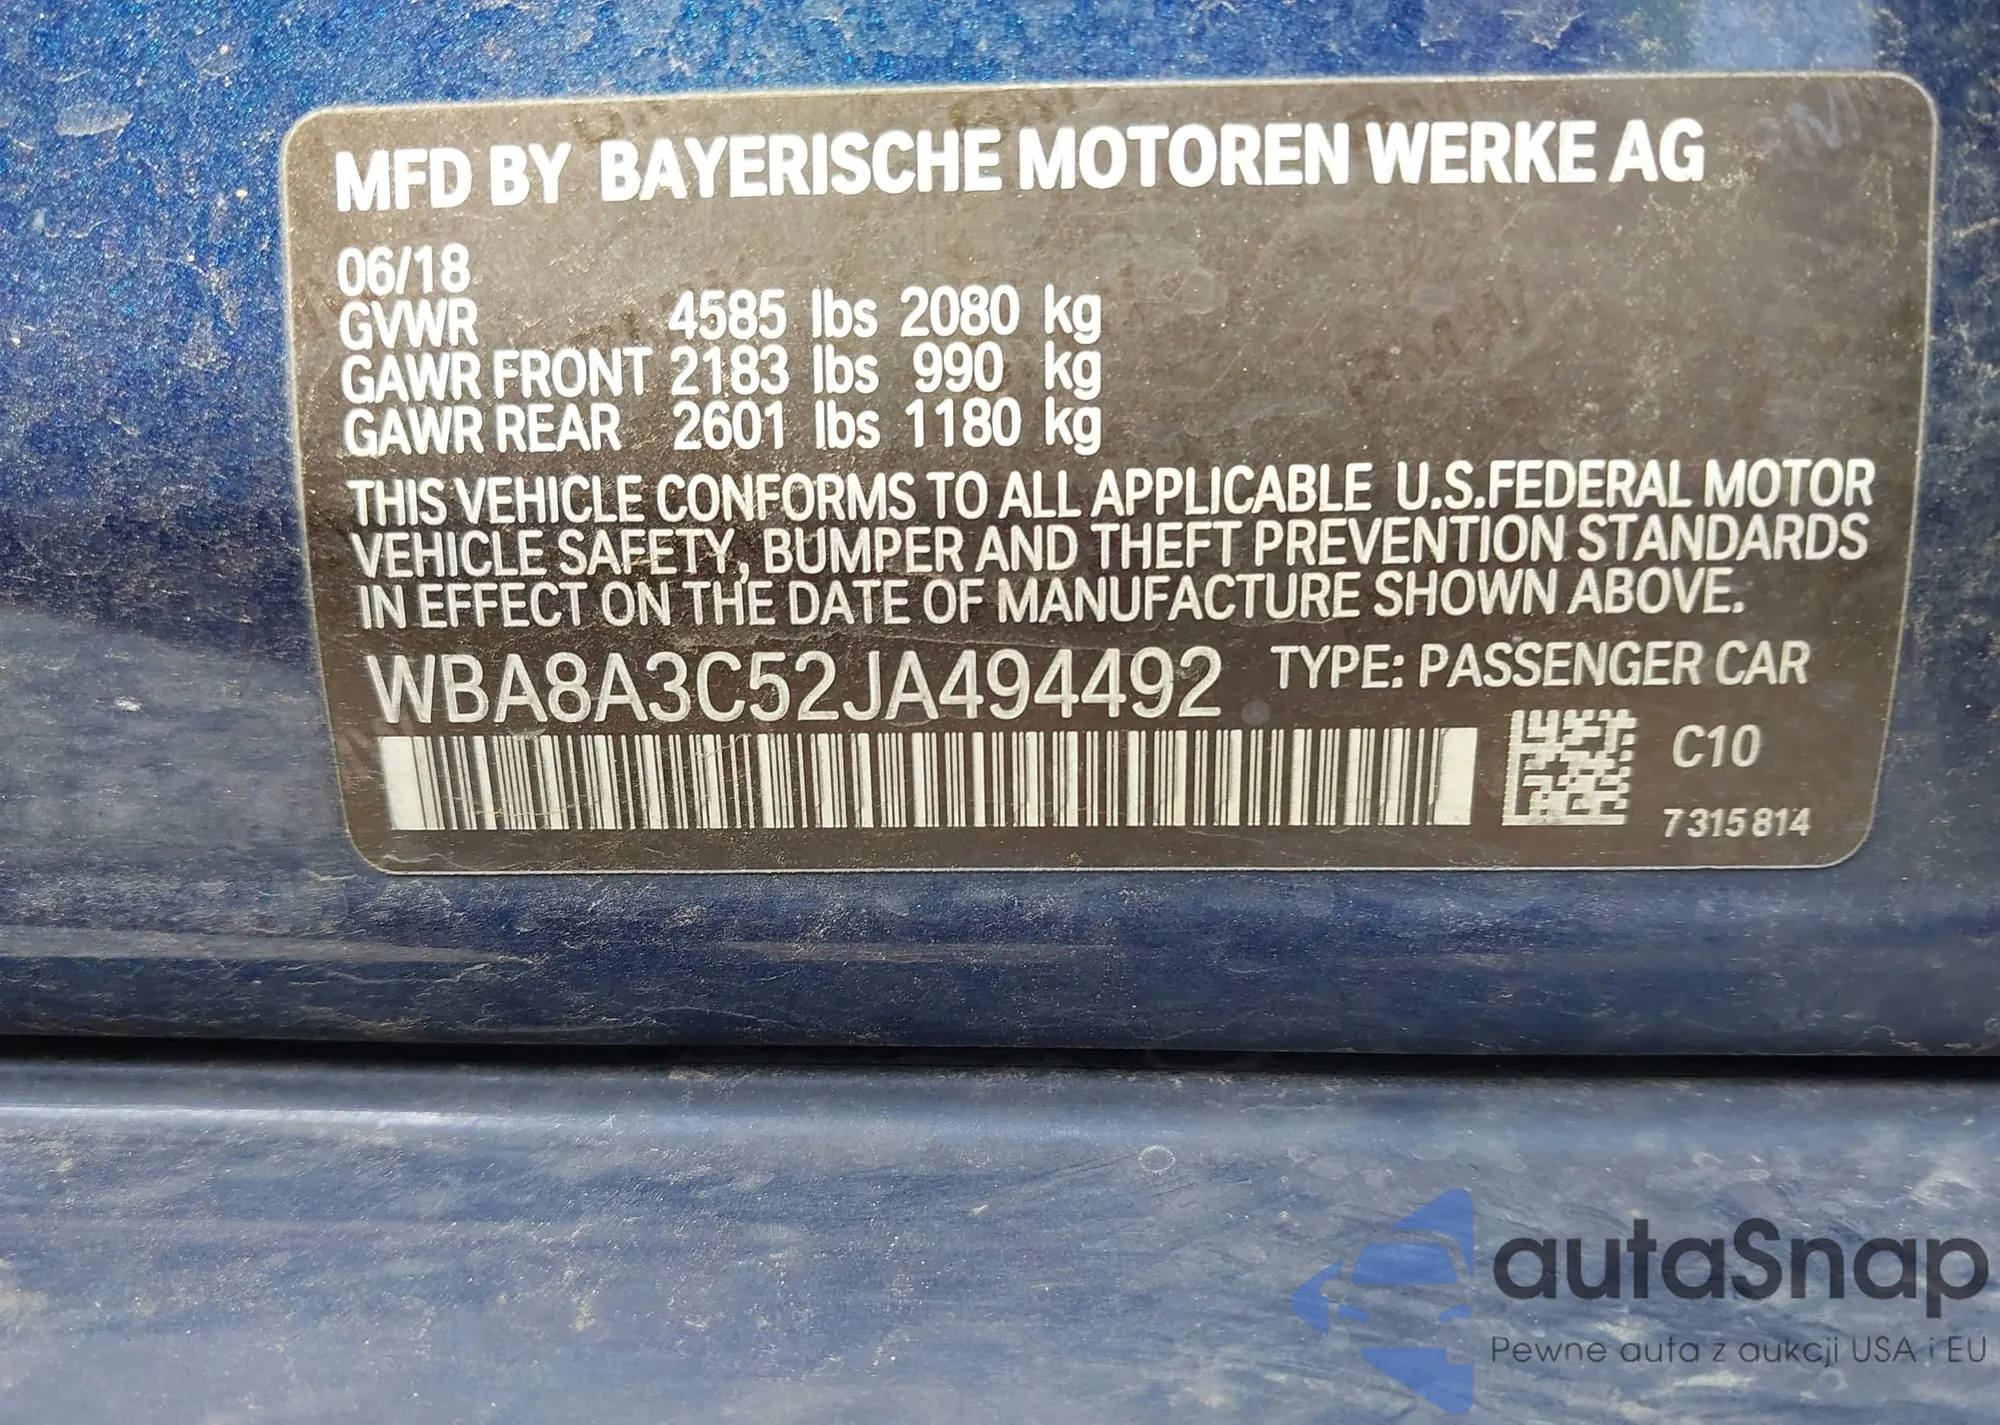 MFD BY BAYERISCHE MOTOREN WERKE AG
06/18
GVWR 4585 lbs 2080 kg
GAWR FRONT 2183 lbs 990 kg
GAWR REAR 2601 lbs 1180 kg
THIS VEHICLE CONFORMS TO ALL APPLICABLE U.S.FEDERAL MOTOR
VEHICLE SAFETY, BUMPER AND THEFT PREVENTION STANDARDS
IN EFFECT ON THE DATE OF MANUFACTURE SHOWN ABOVE.
WBA8A3C52JA494492 TYPE: PASSENGER CAR
C10
7 315 814
autaSnap
Pewne auta z aukcji USA i EU